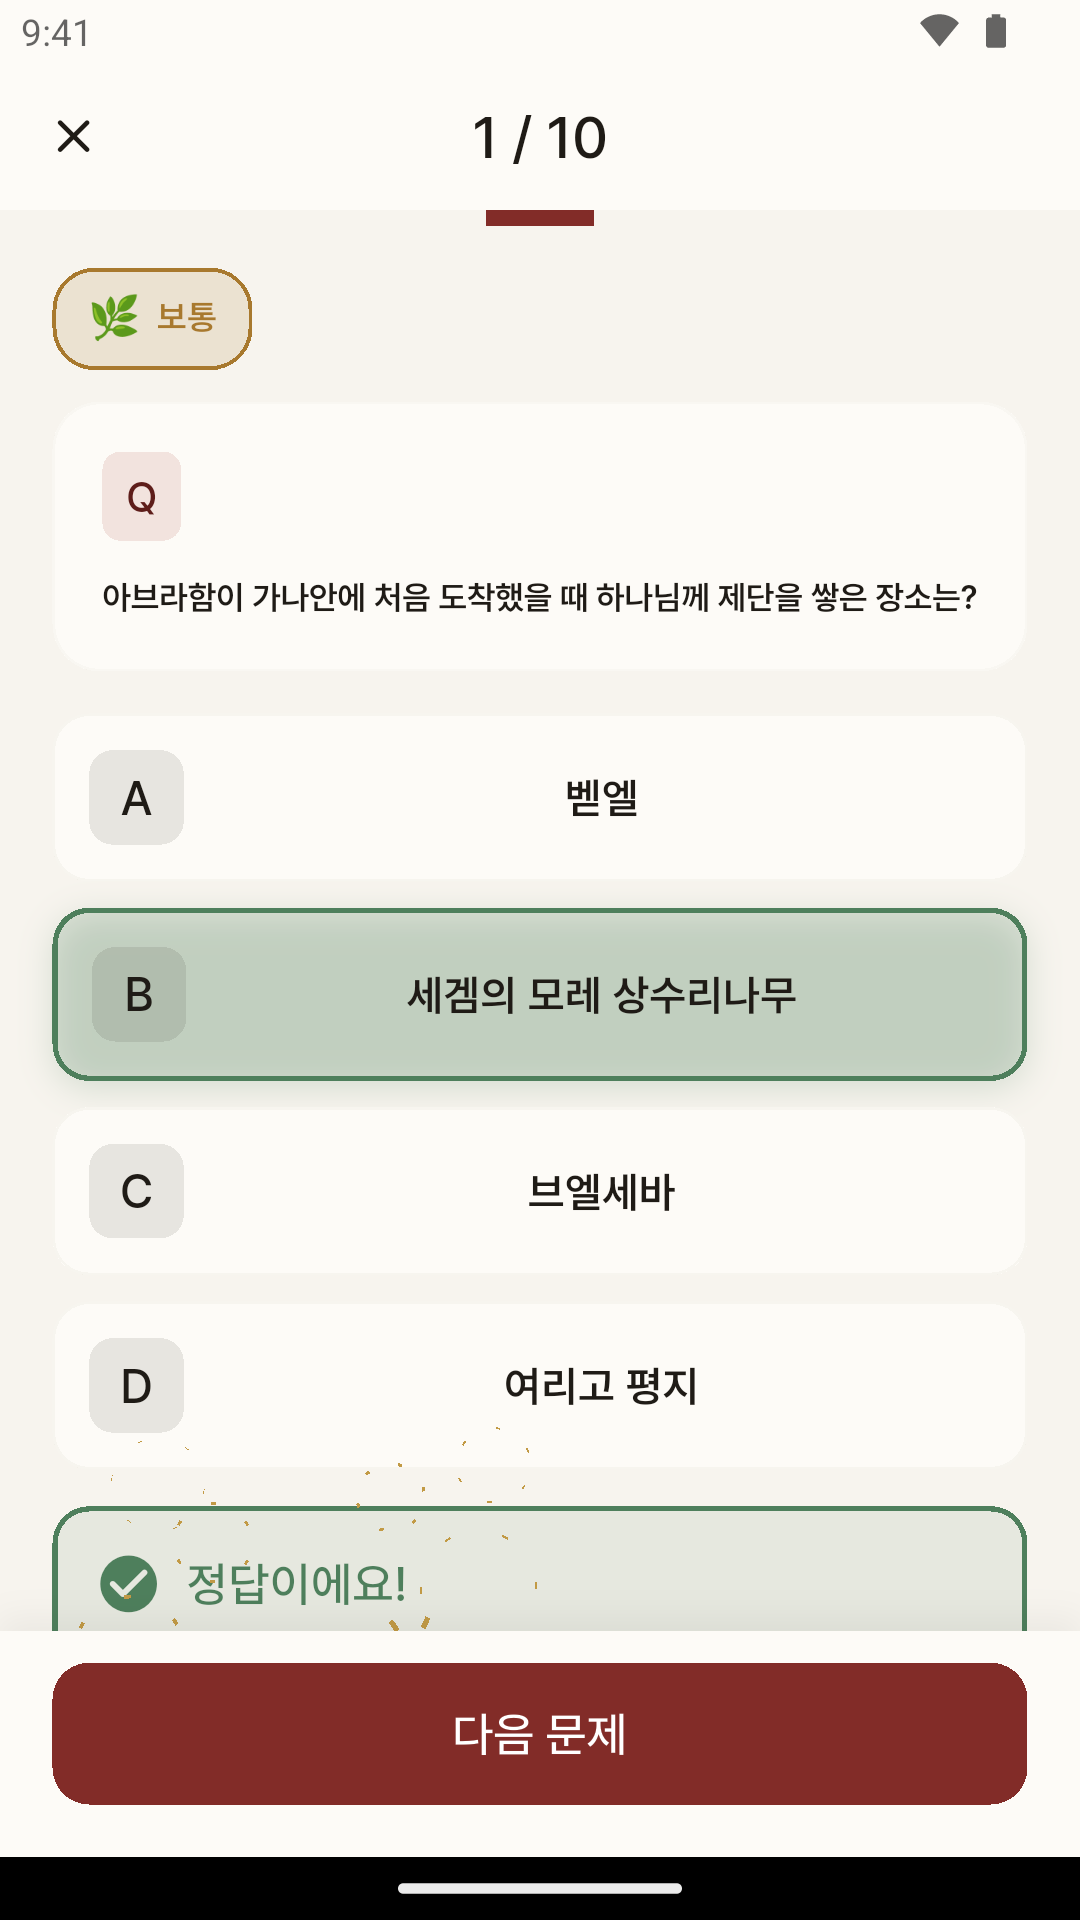 9:41
1 / 10
보통
Q
아브라함이 가나안에 처음 도착했을 때 하나님께 제단을 쌓은 장소는?
A 벧엘
B 세겜의 모레 상수리나무
C 브엘세바
D 여리고 평지
정답이에요!
다음 문제